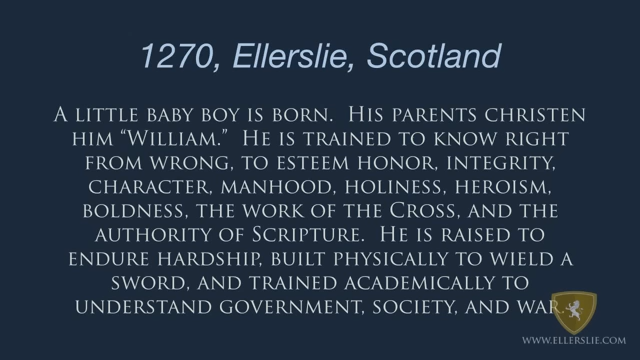 1270, Ellerslie, Scotland
A little baby boy is born. His parents christen
him “William.” He is trained to know right
from wrong, to esteem honor, integrity,
character, manhood, holiness, heroism,
boldness, the work of the Cross, and the
authority of Scripture. He is raised to
endure hardship, built physically to wield a
sword, and trained academically to
understand government, society, and war.
www.ellerslie.com